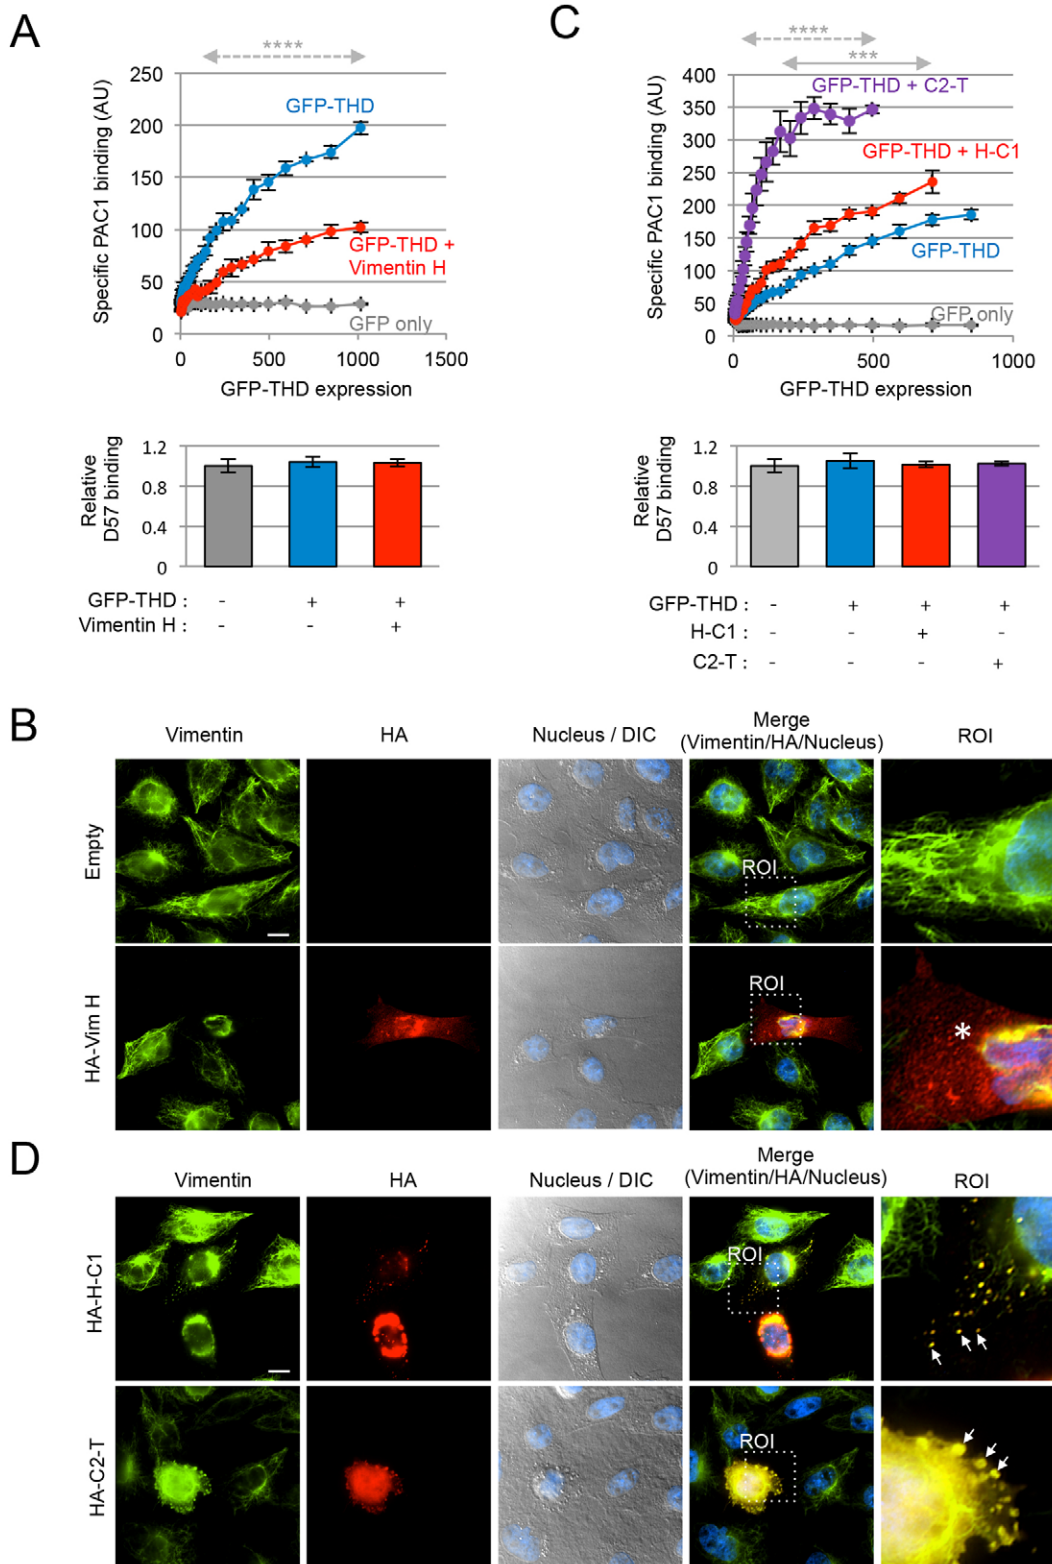 A
****
250
200
150
100
50
0
Specific PAC1 binding (AU)
GFP-THD
GFP-THD +
Vimentin H
GFP only
0 500 1000 1500
GFP-THD expression
1.2
0.8
0.4
0
Relative
D57 binding
GFP-THD : - + +
Vimentin H : - - +
C
****
***
400
350
300
250
200
150
100
50
0
Specific PAC1 binding (AU)
GFP-THD + C2-T
GFP-THD + H-C1
GFP-THD
GFP only
0 500 1000
GFP-THD expression
1.2
0.8
0.4
0
Relative
D57 binding
GFP-THD : - + + +
H-C1 : - - + -
C2-T : - - - +
B
Vimentin HA Nucleus / DIC Merge
(Vimentin/HA/Nucleus) ROI
Empty
ROI
HA-Vim H
ROI
*
D
Vimentin HA Nucleus / DIC Merge
(Vimentin/HA/Nucleus) ROI
HA-H-C1
ROI
HA-C2-T
ROI